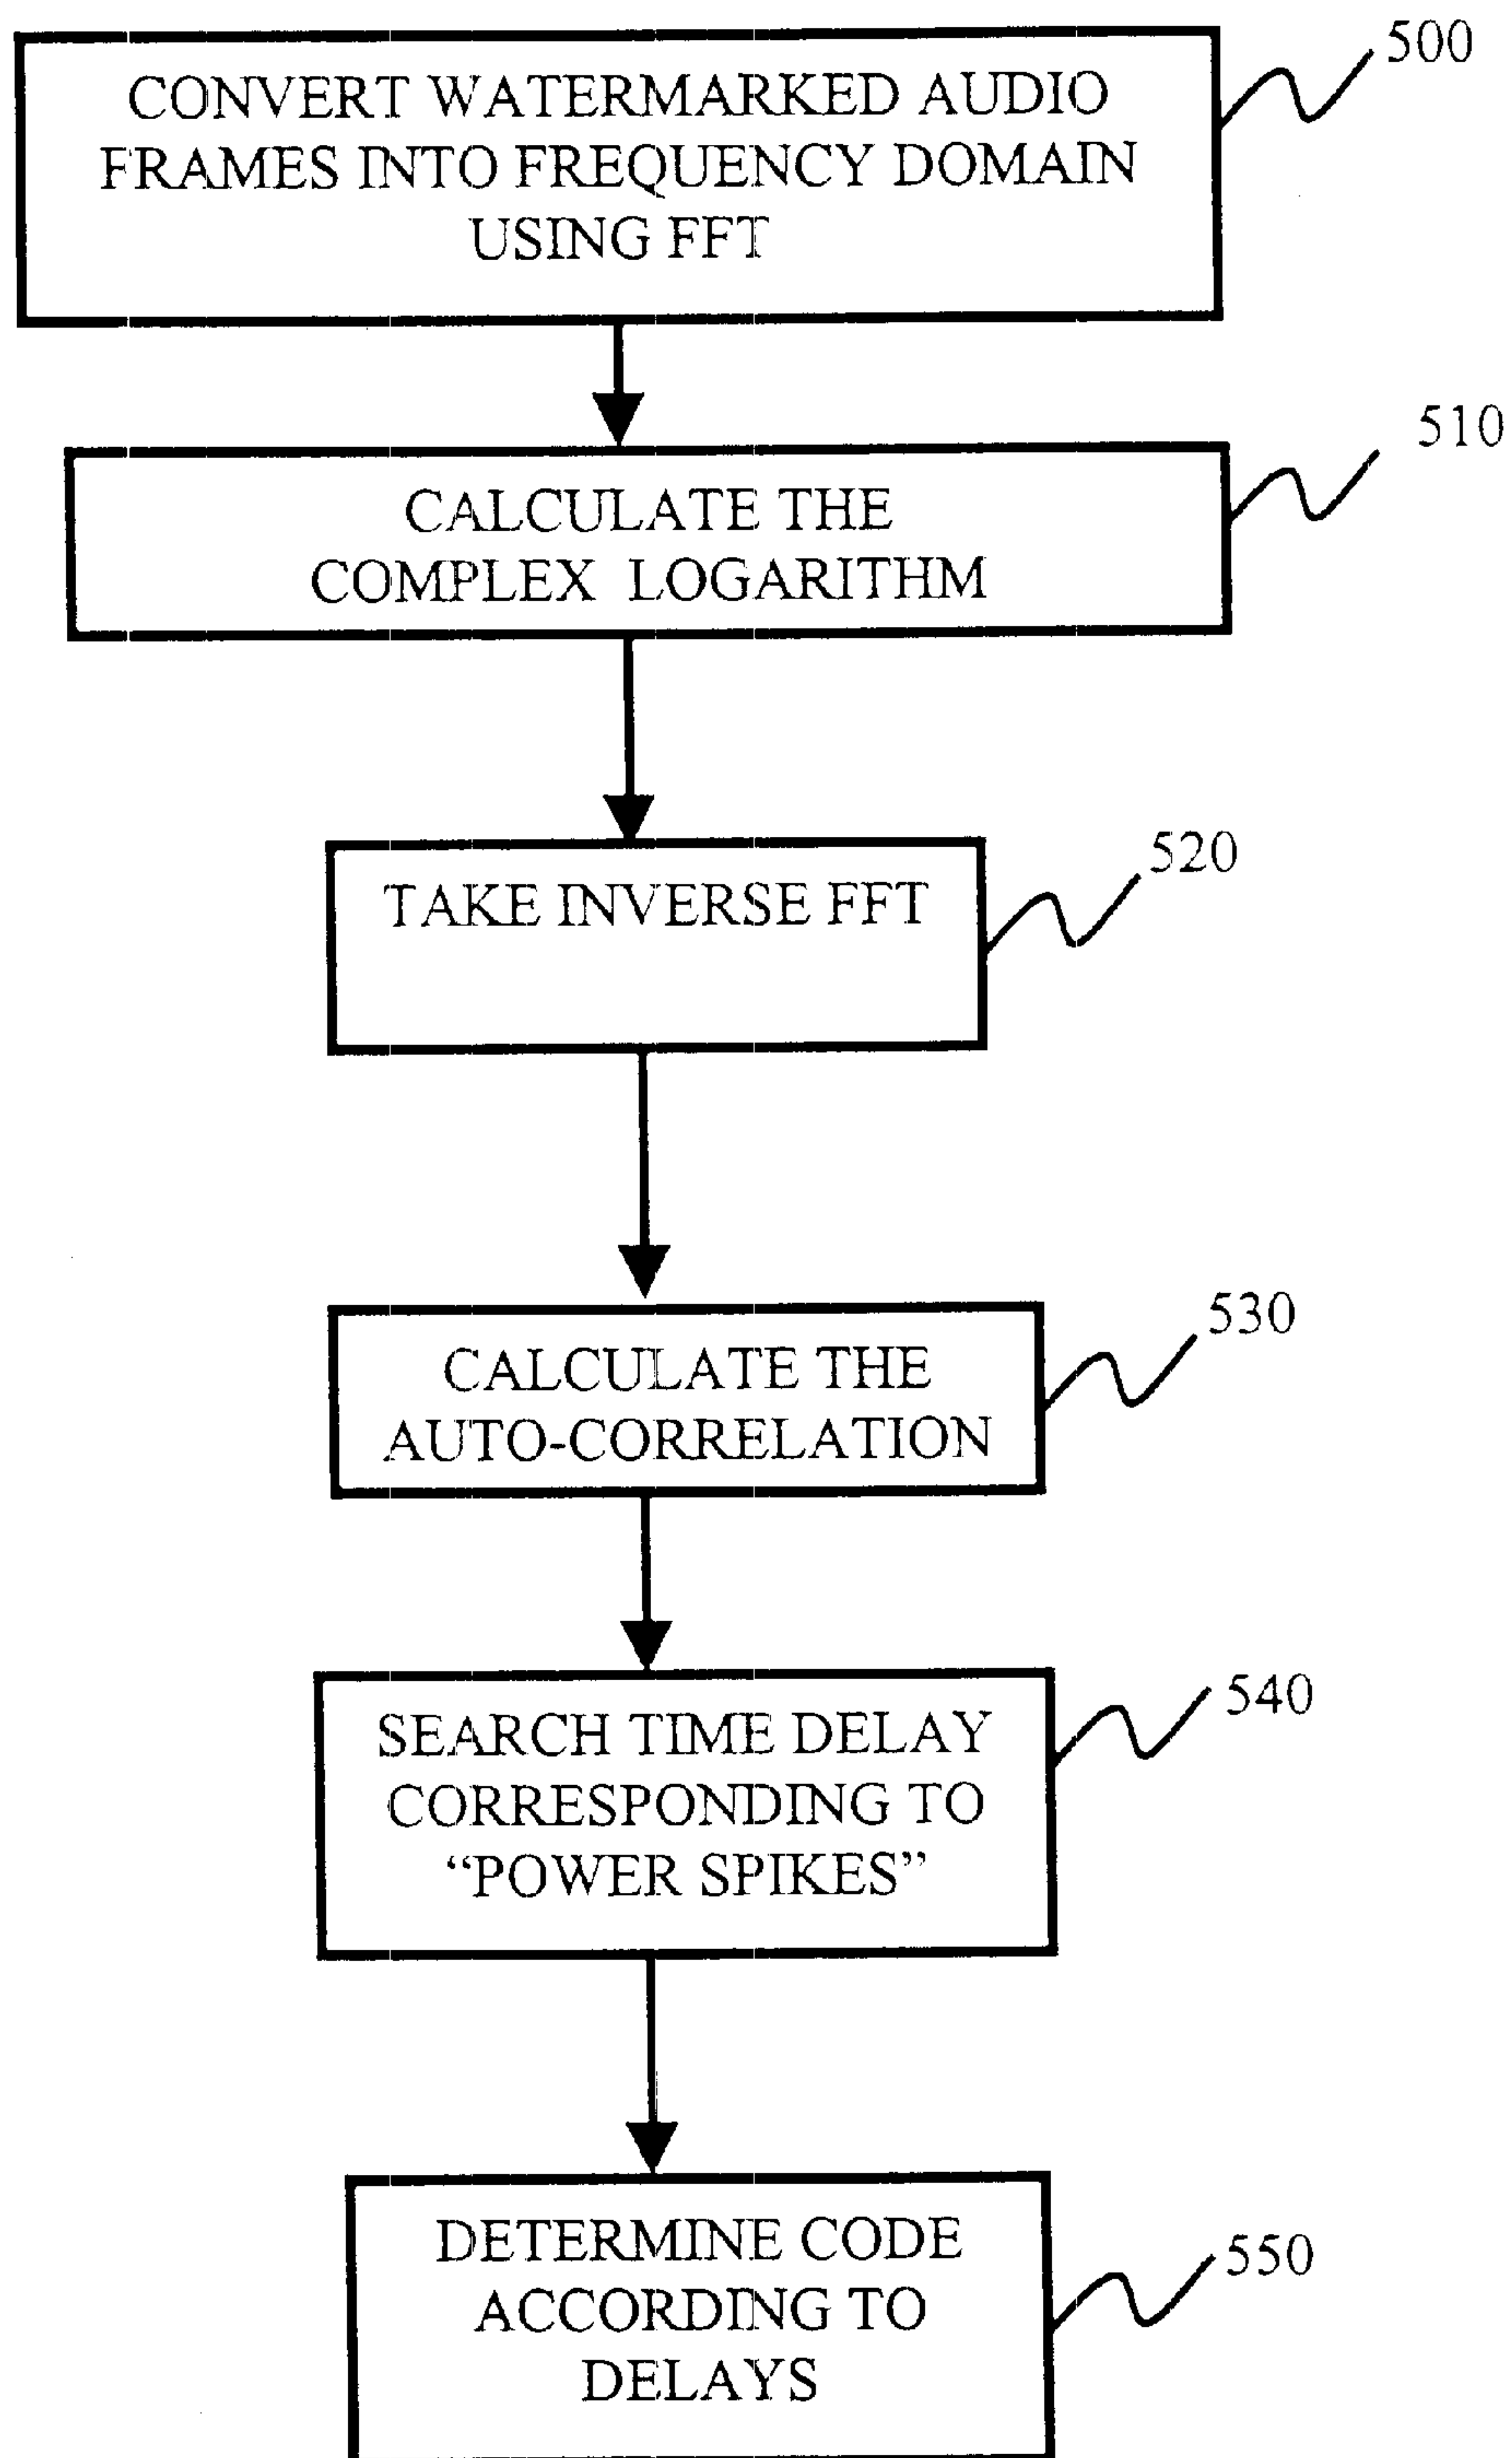 500
CONVERT WATERMARKED AUDIO
FRAMES INTO FREQUENCY DOMAIN
USING FFT
510
CALCULATE THE
COMPLEX LOGARITHM
520
TAKE INVERSE FFT
530
CALCULATE THE
AUTO-CORRELATION
540
SEARCH TIME DELAY
CORRESPONDING TO
“POWER SPIKES”
550
DETERMINE CODE
ACCORDING TO
DELAYS